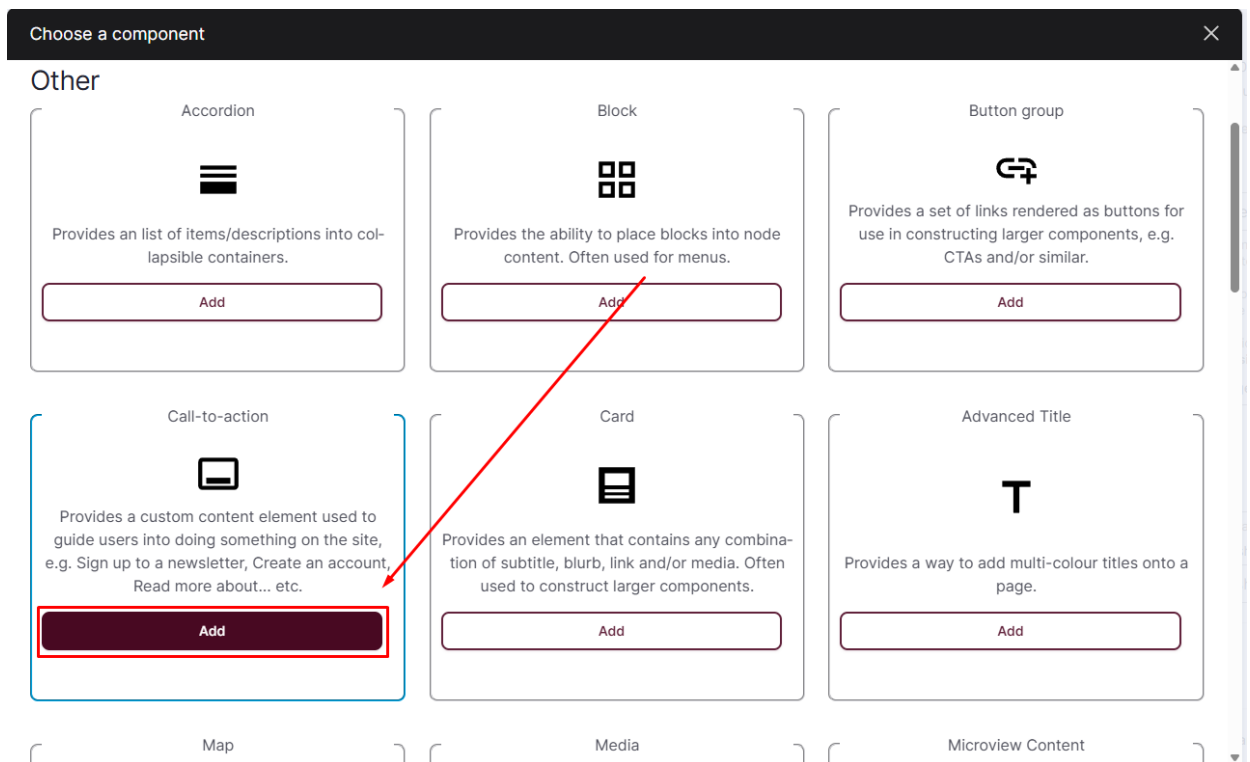 Choose a component
Other
Accordion
Provides an list of items/descriptions into col-
lapsible containers.
Add
Block
Provides the ability to place blocks into node
content. Often used for menus.
Add
Button group
Provides a set of links rendered as buttons for
use in constructing larger components, e.g.
CTAs and/or similar.
Add
Call-to-action
Provides a custom content element used to
guide users into doing something on the site,
e.g. Sign up to a newsletter, Create an account,
Read more about... etc.
Add
Card
Provides an element that contains any combina-
tion of subtitle, blurb, link and/or media. Often
used to construct larger components.
Add
Advanced Title
Provides a way to add multi-colour titles onto a
page.
Add
Map
Media
Microview Content